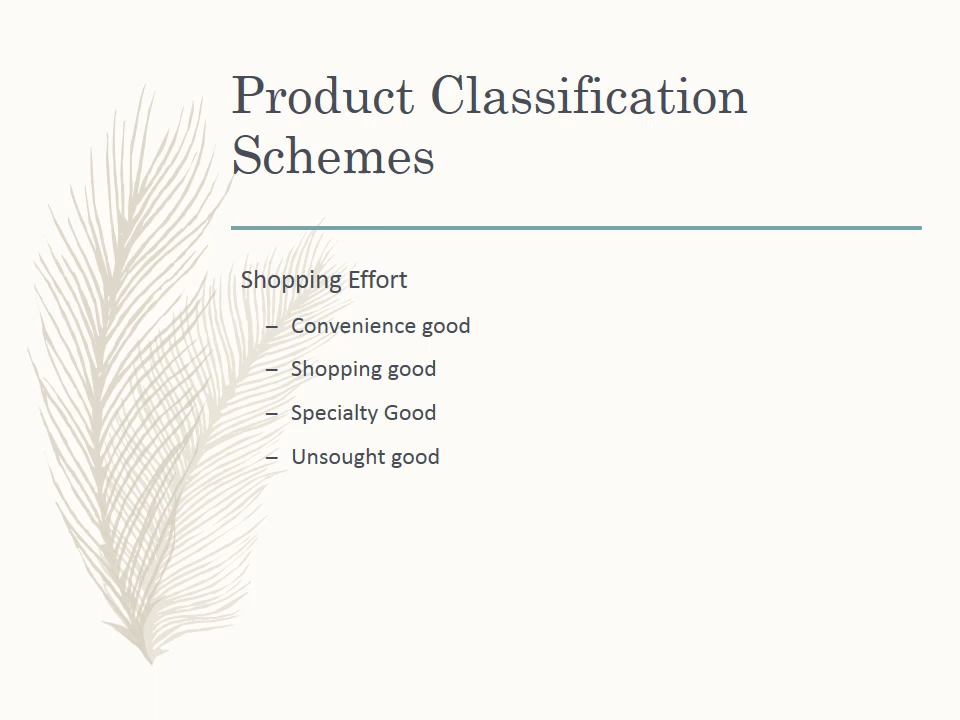 Product Classification
Schemes
Shopping Effort
– Convenience good
– Shopping good
– Specialty Good
– Unsought good